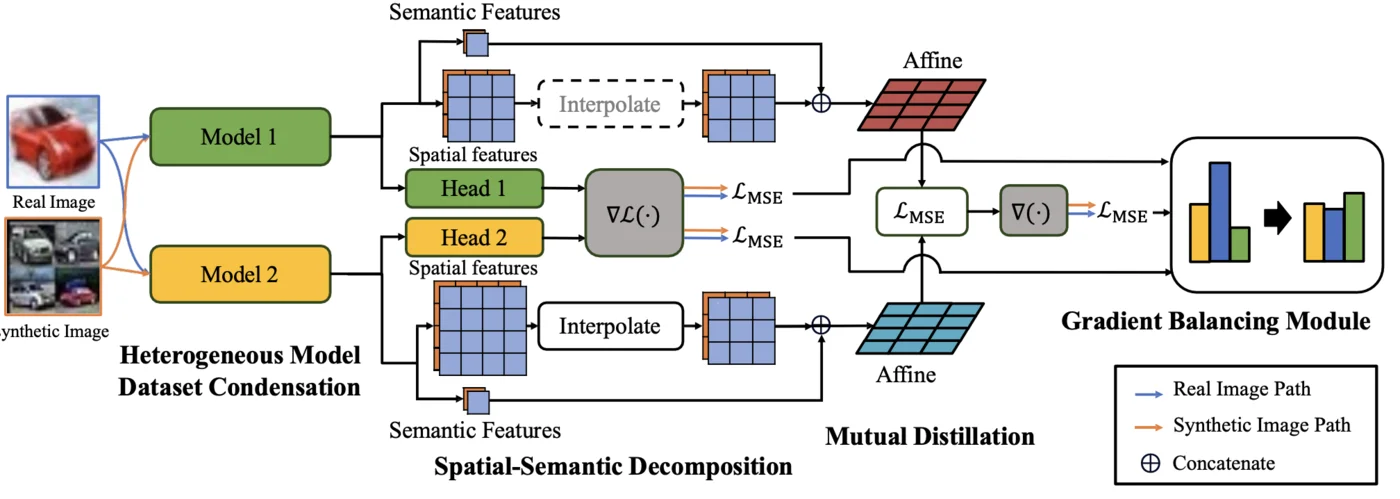 Semantic Features
Interpolate
Affine
Model 1
Spatial features
Real Image
Head 1
∇ℒ(·)
ℒMSE
ℒMSE
Head 2
ℒMSE
∇(·)
ℒMSE
Model 2
Spatial features
Synthetic Image
Interpolate
Affine
Gradient Balancing Module
Heterogeneous Model
Dataset Condensation
Semantic Features
Mutual Distillation
Spatial-Semantic Decomposition
Real Image Path
Synthetic Image Path
Concatenate